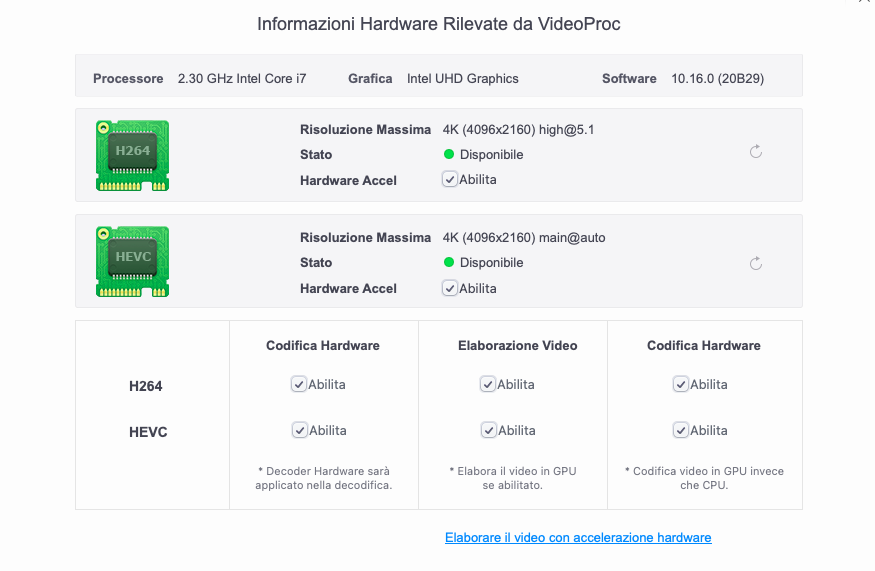 Informazioni Hardware Rilevate da VideoProc
Processore 2.30 GHz Intel Core i7 Grafica Intel UHD Graphics Software 10.16.0 (20B29)
H264
Risoluzione Massima 4K (4096x2160) high@5.1
Stato Disponibile
Hardware Accel Abilita
HEVC
Risoluzione Massima 4K (4096x2160) main@auto
Stato Disponibile
Hardware Accel Abilita
Codifica Hardware Elaborazione Video Codifica Hardware
H264 Abilita Abilita Abilita
HEVC Abilita Abilita Abilita
* Decoder Hardware sarà applicato nella decodifica.
* Elabora il video in GPU se abilitato.
* Codifica video in GPU invece che CPU.
Elaborare il video con accelerazione hardware